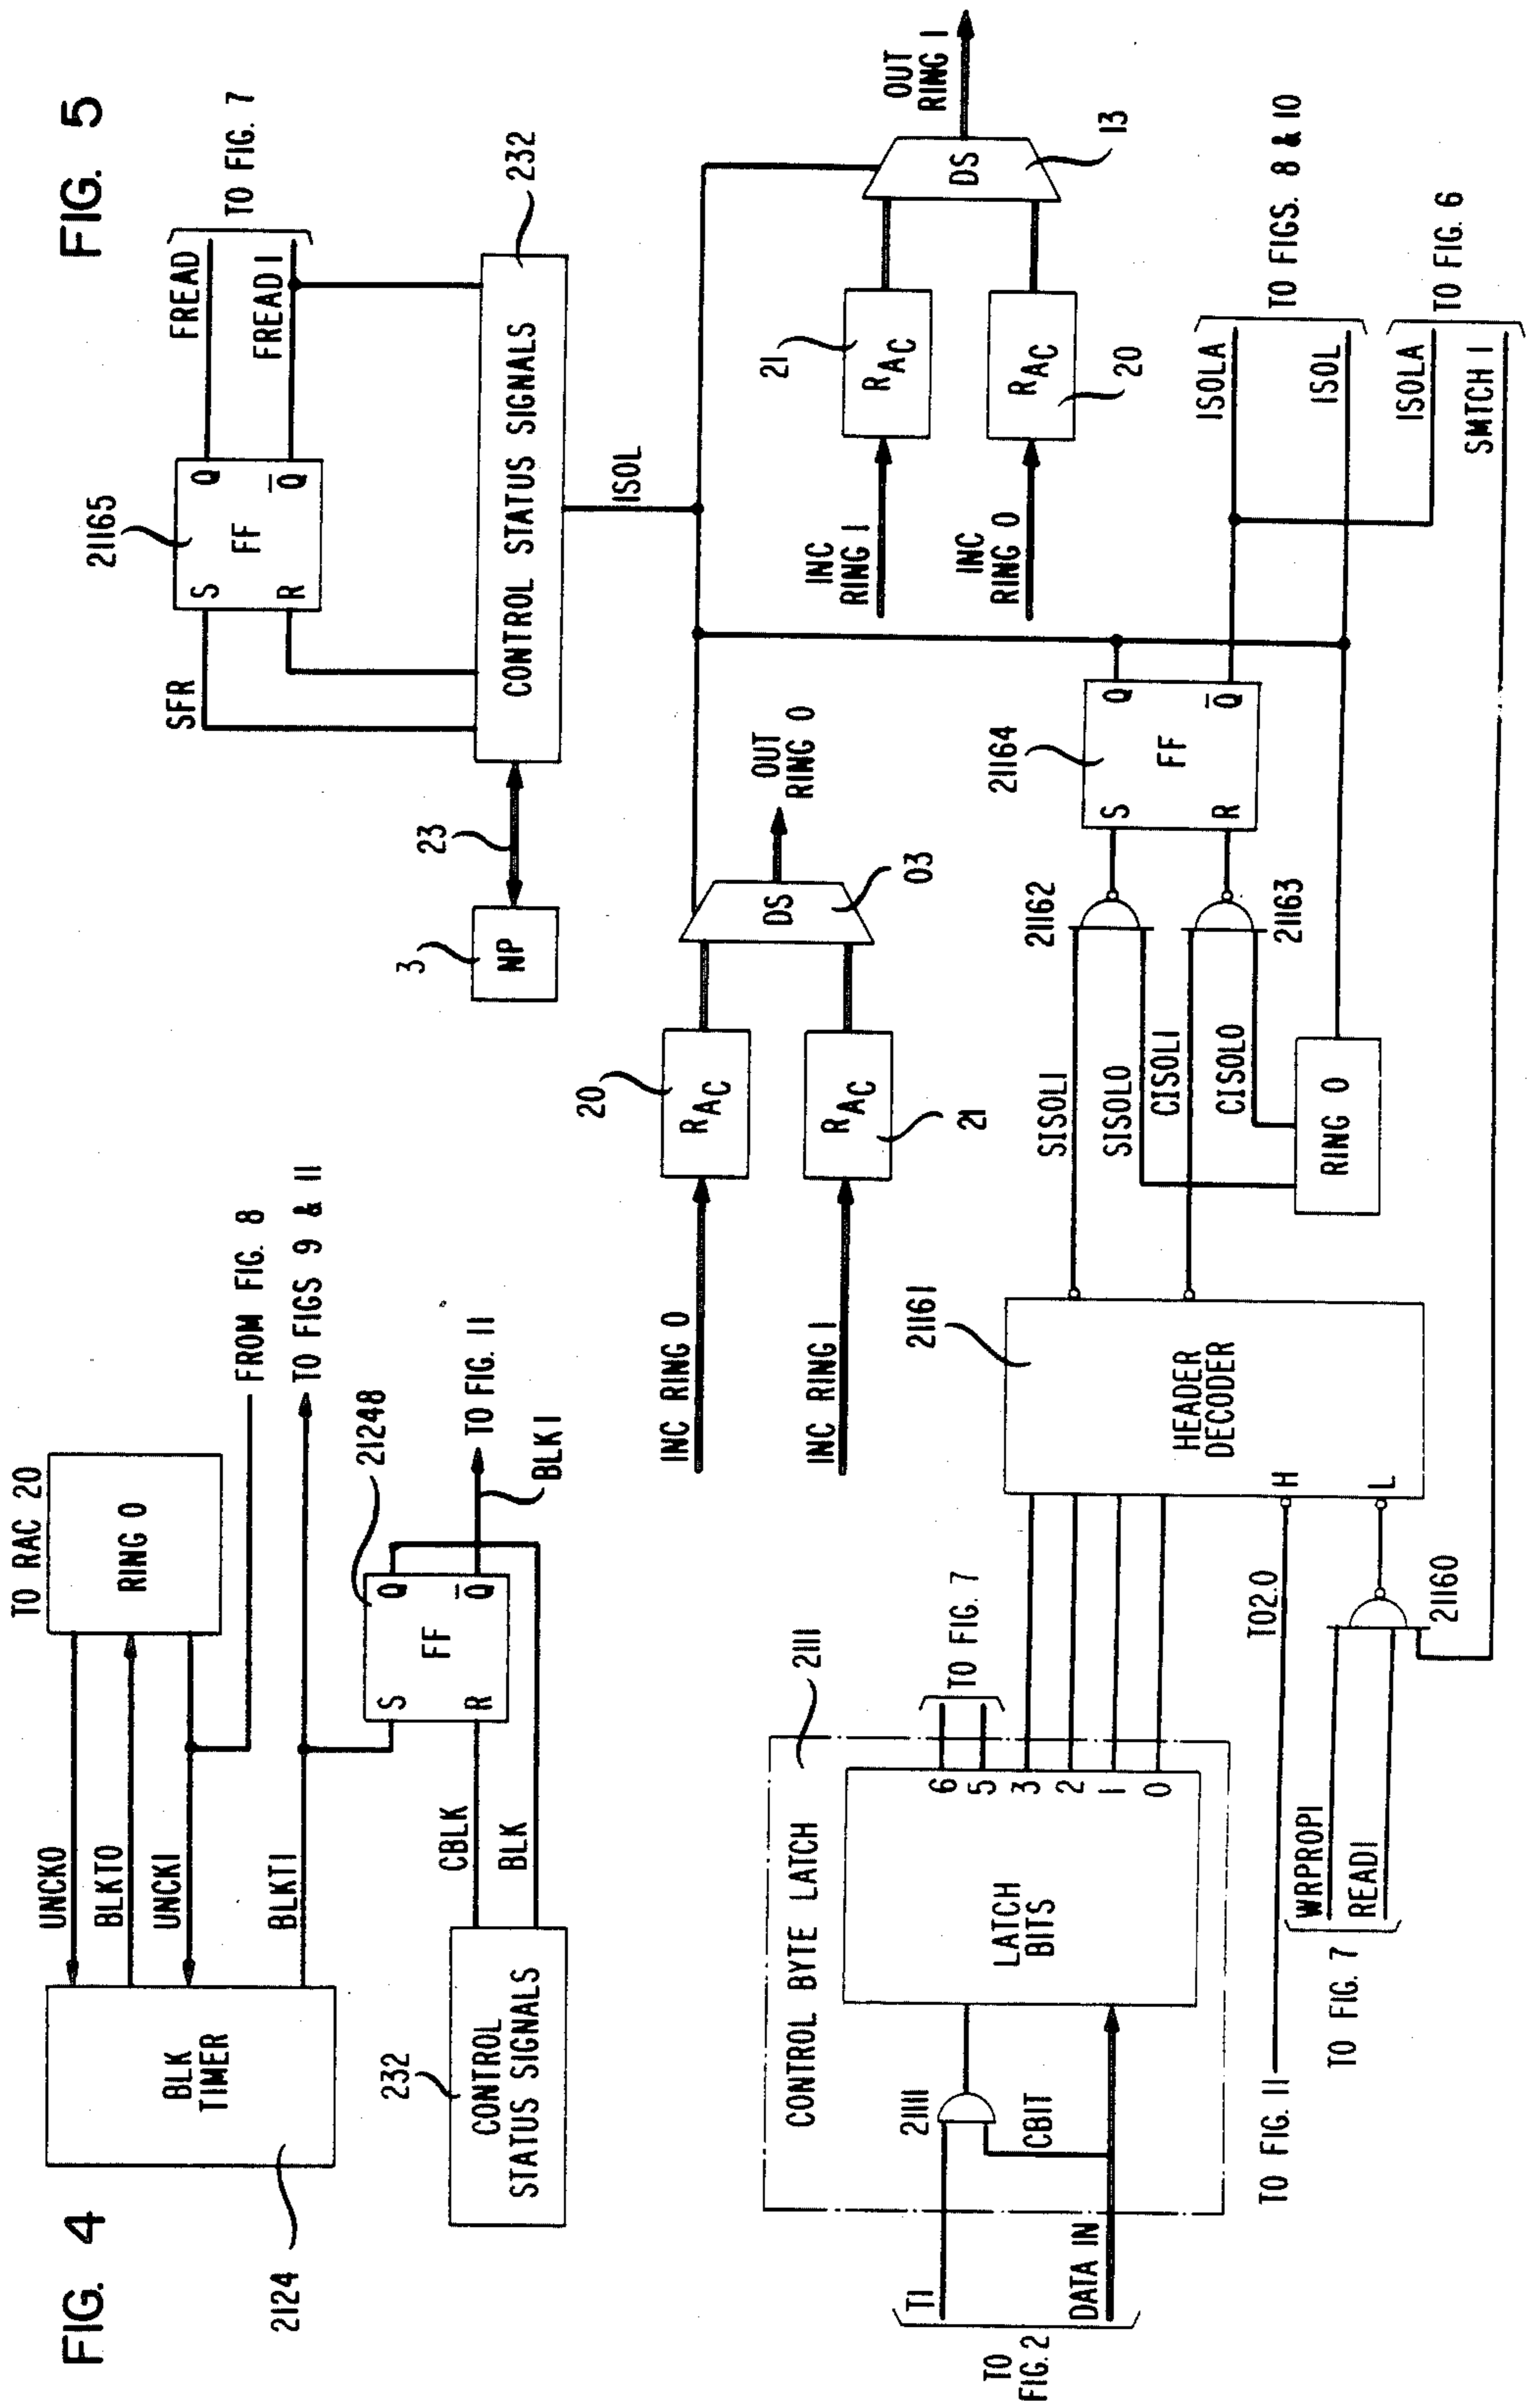 FIG. 4
2124
BLK
TIMER
UNCK0
BLKT0
UNCK1
BLKT1
TO RAC 20
RING 0
FROM FIG. 8
TO FIGS 9 & 11
232
CONTROL
STATUS SIGNALS
CBLK
BLK
21248
S
R
FF
Q
Q
TO FIG. 11
BLK1
FIG. 5
21165
S
R
FF
Q
Q
SFR
FREAD
FREAD1
TO FIG. 7
232
CONTROL STATUS SIGNALS
3
NP
23
ISOL
INC RING 0
INC RING 1
20
RAC
RAC
21
DS
03
OUT
RING 0
INC
RING 1
INC
RING 0
21
RAC
RAC
20
DS
13
OUT
RING 1
TO
FIG. 2
T1
DATA IN
CONTROL BYTE LATCH
2111
21111
CBIT
LATCH
BITS
6
5
3
2
1
0
TO FIG. 7
TO FIG. 11
T02.0
TO FIG. 7
WRPROP1
READ1
21160
H
L
HEADER
DECODER
21161
SISOL1
SISOL0
CISOL1
CISOL0
RING 0
21162
21163
21164
S
R
FF
Q
Q
ISOLA
ISOL
TO FIGS. 8 & 10
ISOLA
SMTCH1
TO FIG. 6